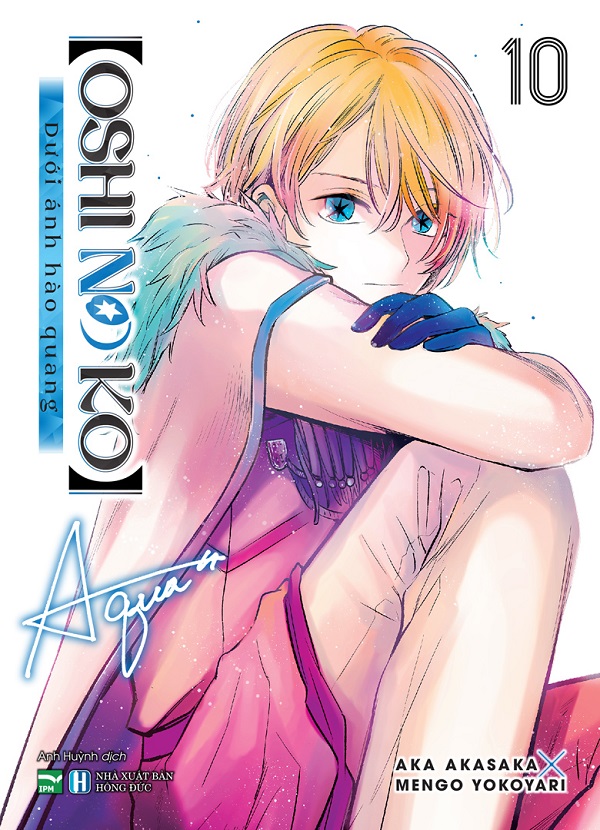 10
【OSHI NO KO】
Dưới ánh hào quang
Aqua
Anh Huỳnh dịch
IPM
H
NHÀ XUẤT BẢN
HỒNG ĐỨC
AKA AKASAKA ×
MENGO YOKOYARI